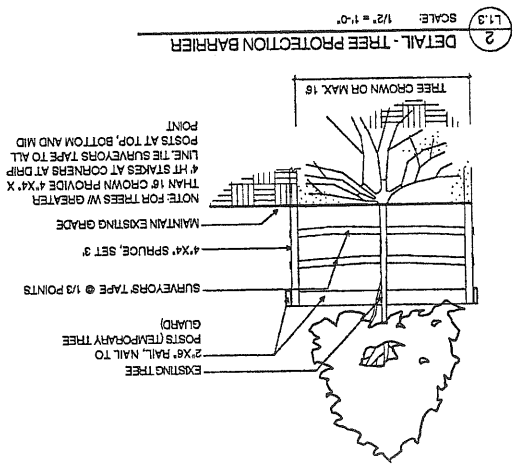 EXISTING TREE
2"X6" RAIL, NAIL TO
POSTS (TEMPORARY TREE
GUARD)
SURVEYORS' TAPE @ 1/3 POINTS
4"X4" SPRUCE, SET 3'
MAINTAIN EXISTING GRADE
NOTE: FOR TREES W/ GREATER
THAN 16' CROWN PROVIDE 4"X4" X
4' HT STAKES AT CORNERS AT DRIP
LINE. TIE SURVEYORS TAPE TO ALL
POSTS AT TOP, BOTTOM AND MID
POINT
TREE CROWN OR MAX. 16'
2
L1.3
DETAIL - TREE PROTECTION BARRIER
SCALE: 1/2" = 1'-0"